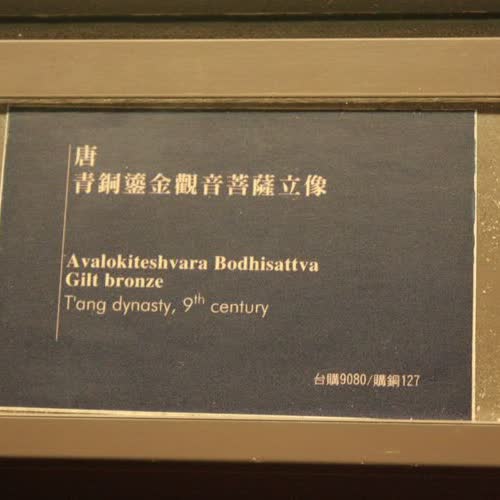 唐
青銅鎏金觀音菩薩立像
Avalokiteshvara Bodhisattva
Gilt bronze
T'ang dynasty, 9th century
台購9080/購銅127